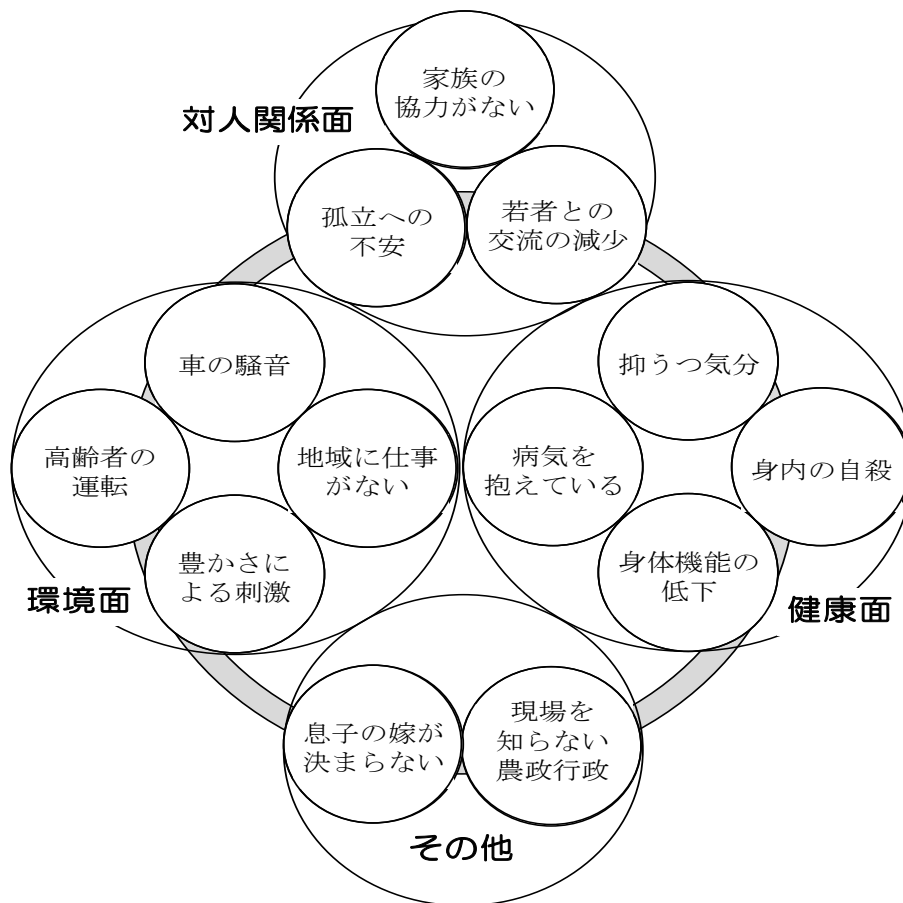 対人関係面
家族の
協力がない
孤立への
不安
若者との
交流の減少
環境面
車の騒音
高齢者の
運転
地域に仕事
がない
豊かさに
よる刺激
健康面
抑うつ気分
病気を
抱えている
身内の自殺
身体機能の
低下
その他
息子の嫁が
決まらない
現場を
知らない
農政行政